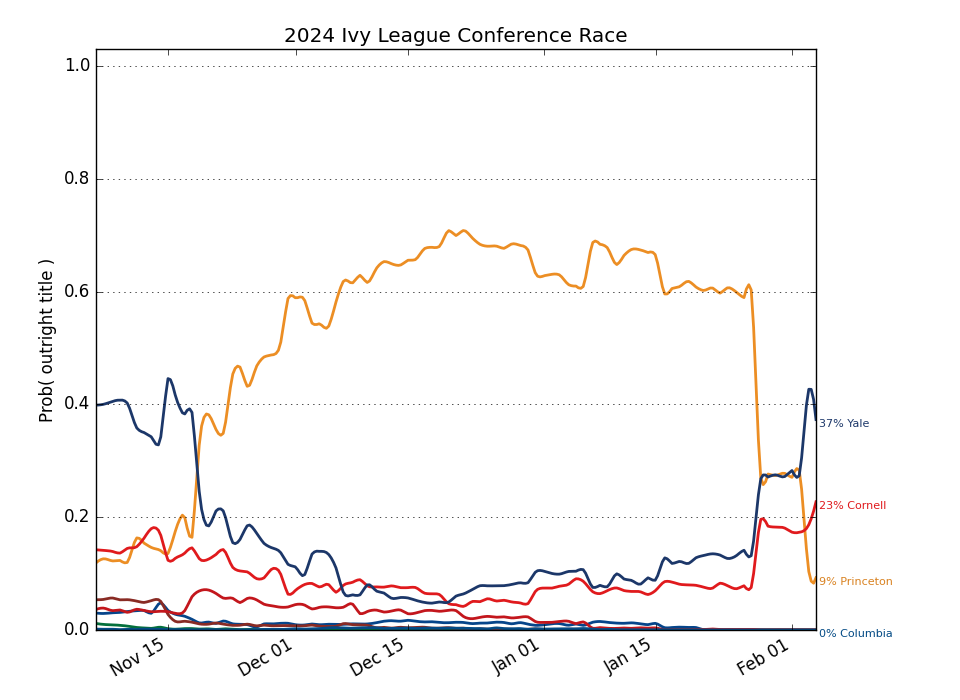 2024 Ivy League Conference Race
Prob( outright title )
1.0
0.8
0.6
0.4
0.2
0.0
37% Yale
23% Cornell
9% Princeton
0% Columbia
Nov 15
Dec 01
Dec 15
Jan 01
Jan 15
Feb 01